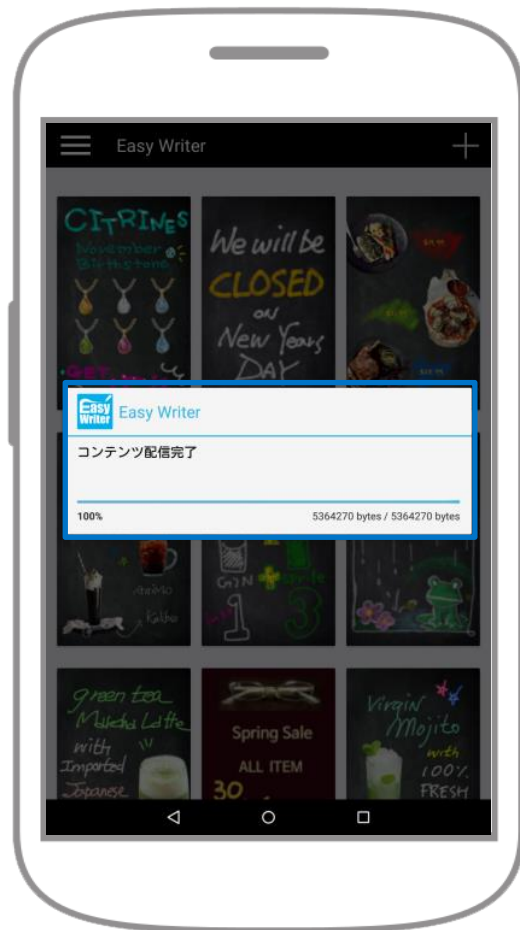 Easy Writer
CITRINES
November
Birthstone
We will be
CLOSED
on
New Years
DAY
Easy
Writer
Easy Writer
コンテンツ配信完了
100%
5364270 bytes / 5364270 bytes
GIN
3
green tea
Matcha Latte
with
Imported
Japanese
Spring Sale
ALL ITEM
30
Virgin
Mojito
with
100%
FRESH